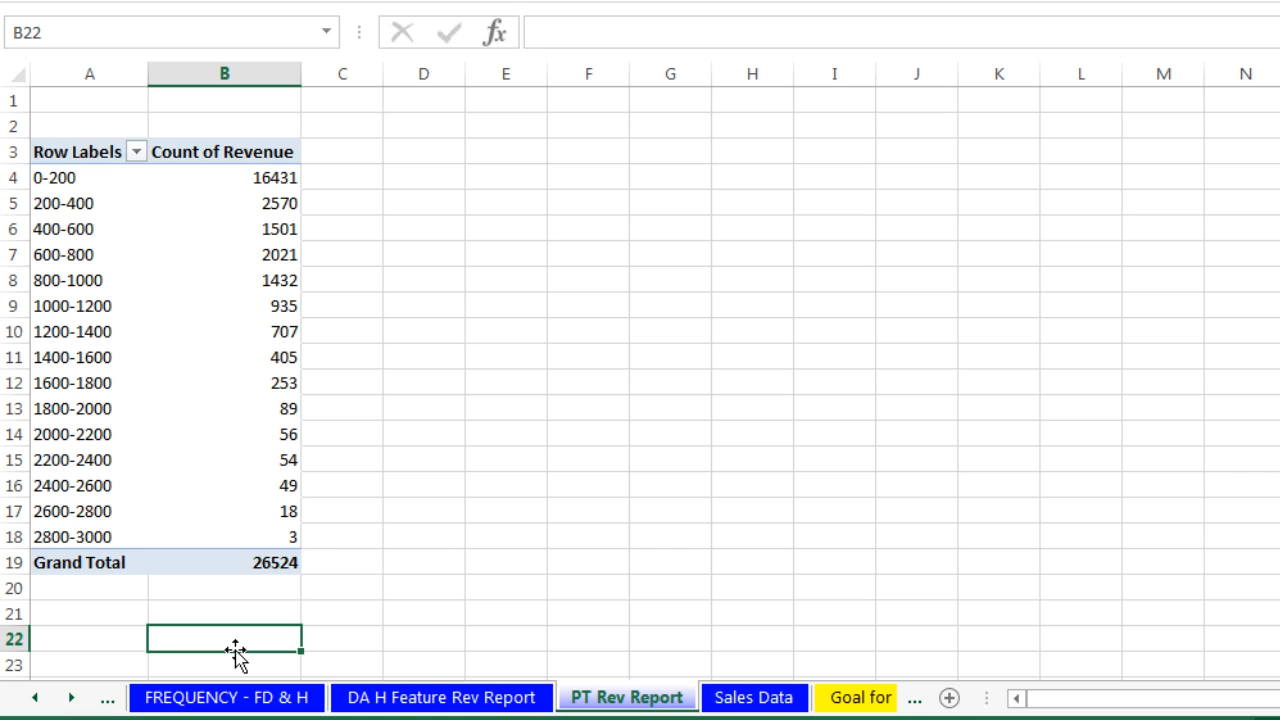 B22
fx
A B C D E F G H I J K L M N
1
2
3 Row Labels Count of Revenue
4 0-200 16431
5 200-400 2570
6 400-600 1501
7 600-800 2021
8 800-1000 1432
9 1000-1200 935
10 1200-1400 707
11 1400-1600 405
12 1600-1800 253
13 1800-2000 89
14 2000-2200 56
15 2200-2400 54
16 2400-2600 49
17 2600-2800 18
18 2800-3000 3
19 Grand Total 26524
20
21
22
23
... FREQUENCY - FD & H DA H Feature Rev Report PT Rev Report Sales Data Goal for ...